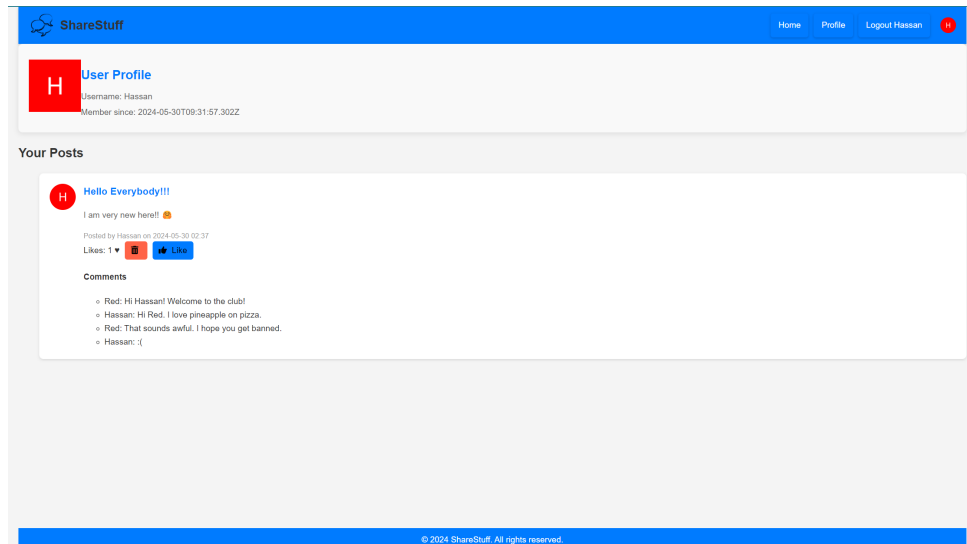 ShareStuff
Home
Profile
Logout Hassan
H
H
User Profile
Username: Hassan
Member since: 2024-05-30T09:31:57.302Z
Your Posts
H
Hello Everybody!!!
I am very new here!! 🤗
Posted by Hassan on 2024-05-30 02:37
Likes: 1 ♥
Like
Comments
Red: Hi Hassan! Welcome to the club!
Hassan: Hi Red. I love pineapple on pizza.
Red: That sounds awful. I hope you get banned.
Hassan: :(
© 2024 ShareStuff. All rights reserved.